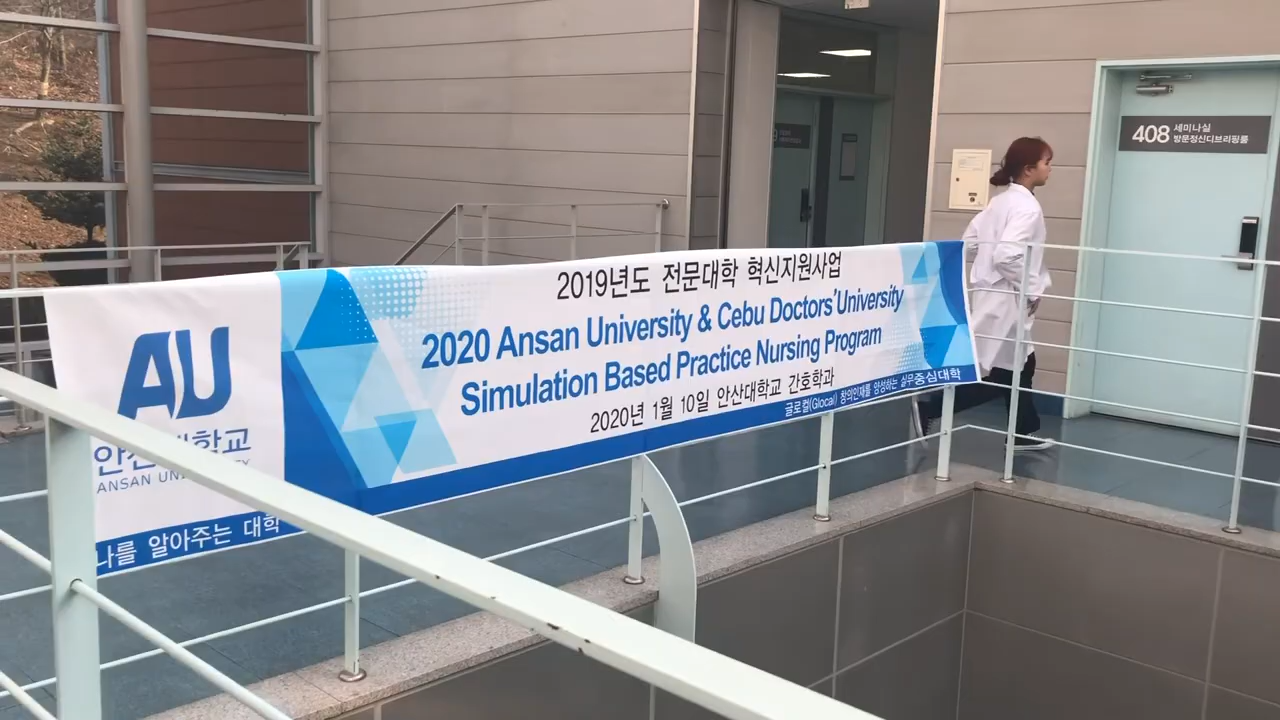 2019년도 전문대학 혁신지원사업
2020 Ansan University & Cebu Doctors'University
Simulation Based Practice Nursing Program
2020년 1월 10일 안산대학교 간호학과
글로컬(Glocal) 창의인재를 양성하는 실무중심대학
AU
대학교
ANSAN
나를 알아주는 대학
408 세미나실
방문정신디브리핑룸